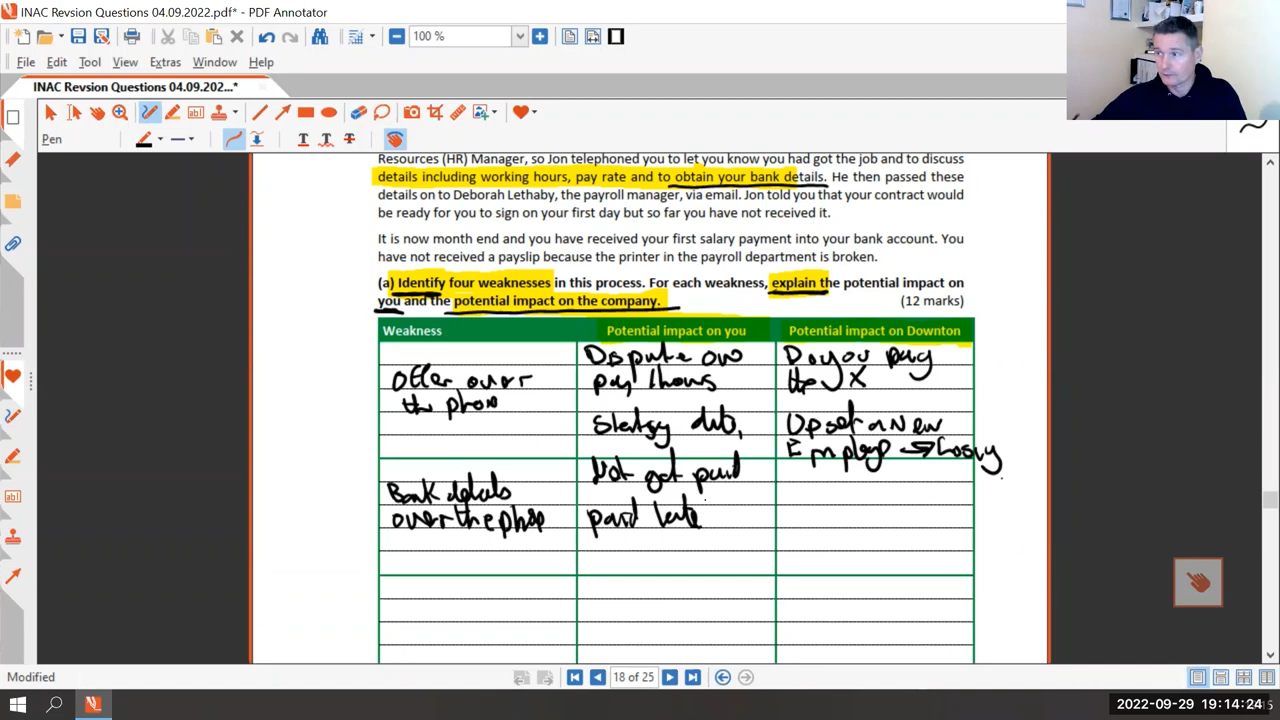 INAC Revision Questions 04.09.2022.pdf* - PDF Annotator
100 %
File Edit Tool View Extras Window Help
INAC Revsion Questions 04.09.202...*
Pen
Resources (HR) Manager, so Jon telephoned you to let you know you had got the job and to discuss
details including working hours, pay rate and to obtain your bank details. He then passed these
details on to Deborah Lethaby, the payroll manager, via email. Jon told you that your contract would
be ready for you to sign on your first day but so far you have not received it.
It is now month end and you have received your first salary payment into your bank account. You
have not received a payslip because the printer in the payroll department is broken.
(a) Identify four weaknesses in this process. For each weakness, explain the potential impact on
you and the potential impact on the company. (12 marks)
Weakness Potential impact on you Potential impact on Downton
Offer over
the phone
Dispute over
pay/hours
Do you pay
the X
Upset a New
Bank details
over the phone
Not got paid
paid late
Modified
18 of 25
2022-09-29 19:14:24